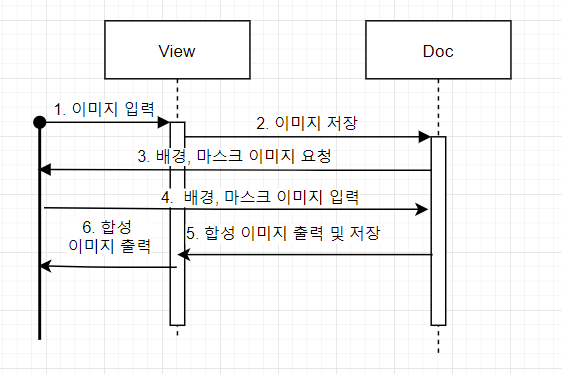 View
Doc
1. 이미지 입력
2. 이미지 저장
3. 배경, 마스크 이미지 요청
4. 배경, 마스크 이미지 입력
5. 합성 이미지 출력 및 저장
6. 합성
이미지 출력